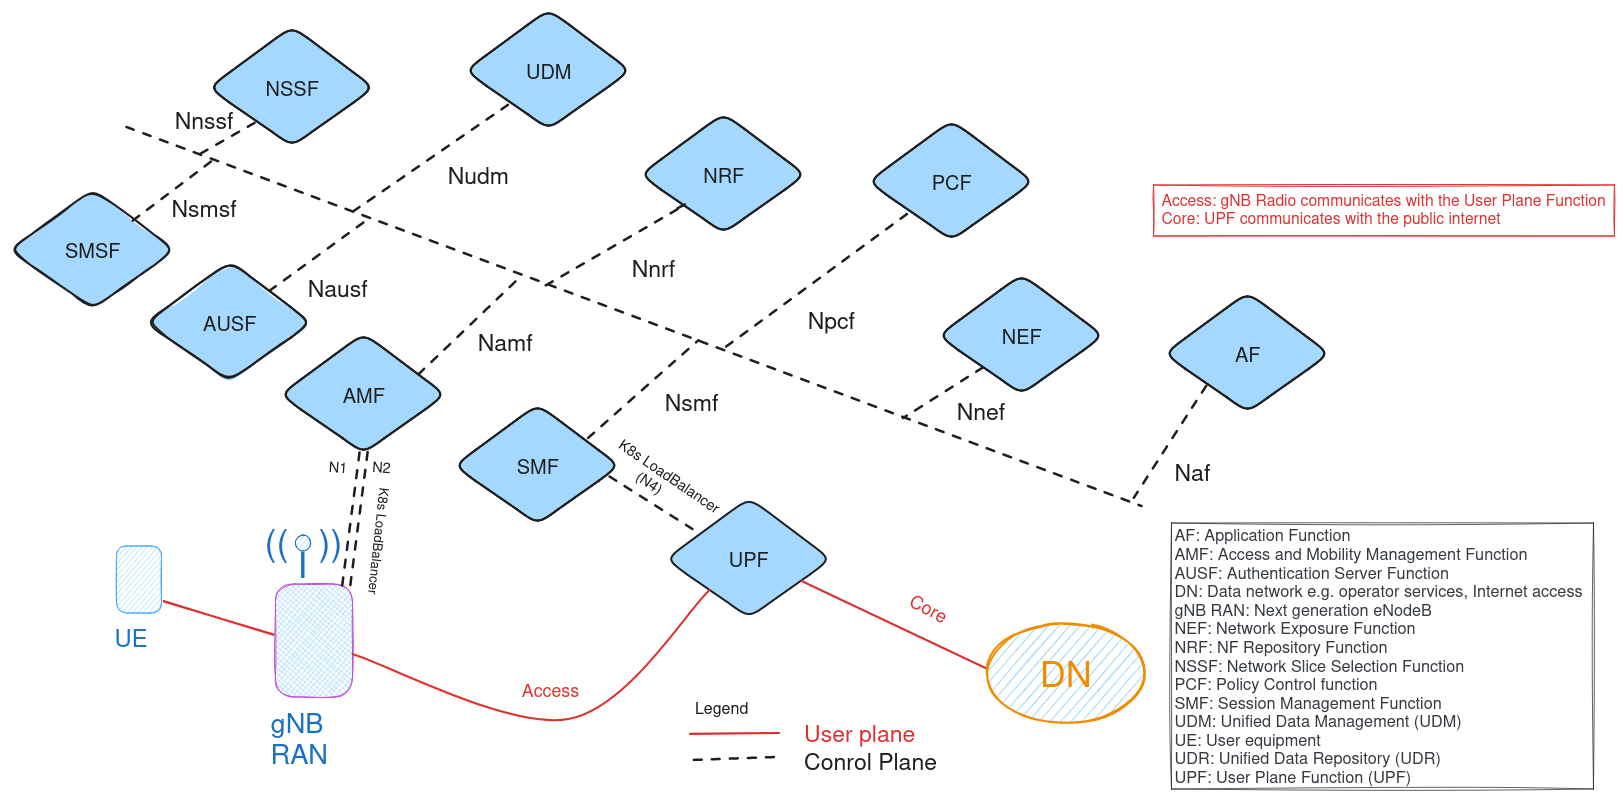 NSSF
UDM
Nnssf
NRF
PCF
Nudm
Access: gNB Radio communicates with the User Plane Function
Core: UPF communicates with the public internet
Nsmsf
SMSF
Nnrf
Nausf
AUSF
Npcf
NEF
AF
Namf
AMF
Nsmf
Nnef
N1
N2
K8s LoadBalancer
SMF
K8s LoadBalancer
(N4)
Naf
UPF
((
))
UE
gNB
RAN
Access
Core
DN
Legend
User plane
Conrol Plane
AF: Application Function
AMF: Access and Mobility Management Function
AUSF: Authentication Server Function
DN: Data network e.g. operator services, Internet access
gNB RAN: Next generation eNodeB
NEF: Network Exposure Function
NRF: NF Repository Function
NSSF: Network Slice Selection Function
PCF: Policy Control function
SMF: Session Management Function
UDM: Unified Data Management (UDM)
UE: User equipment
UDR: Unified Data Repository (UDR)
UPF: User Plane Function (UPF)